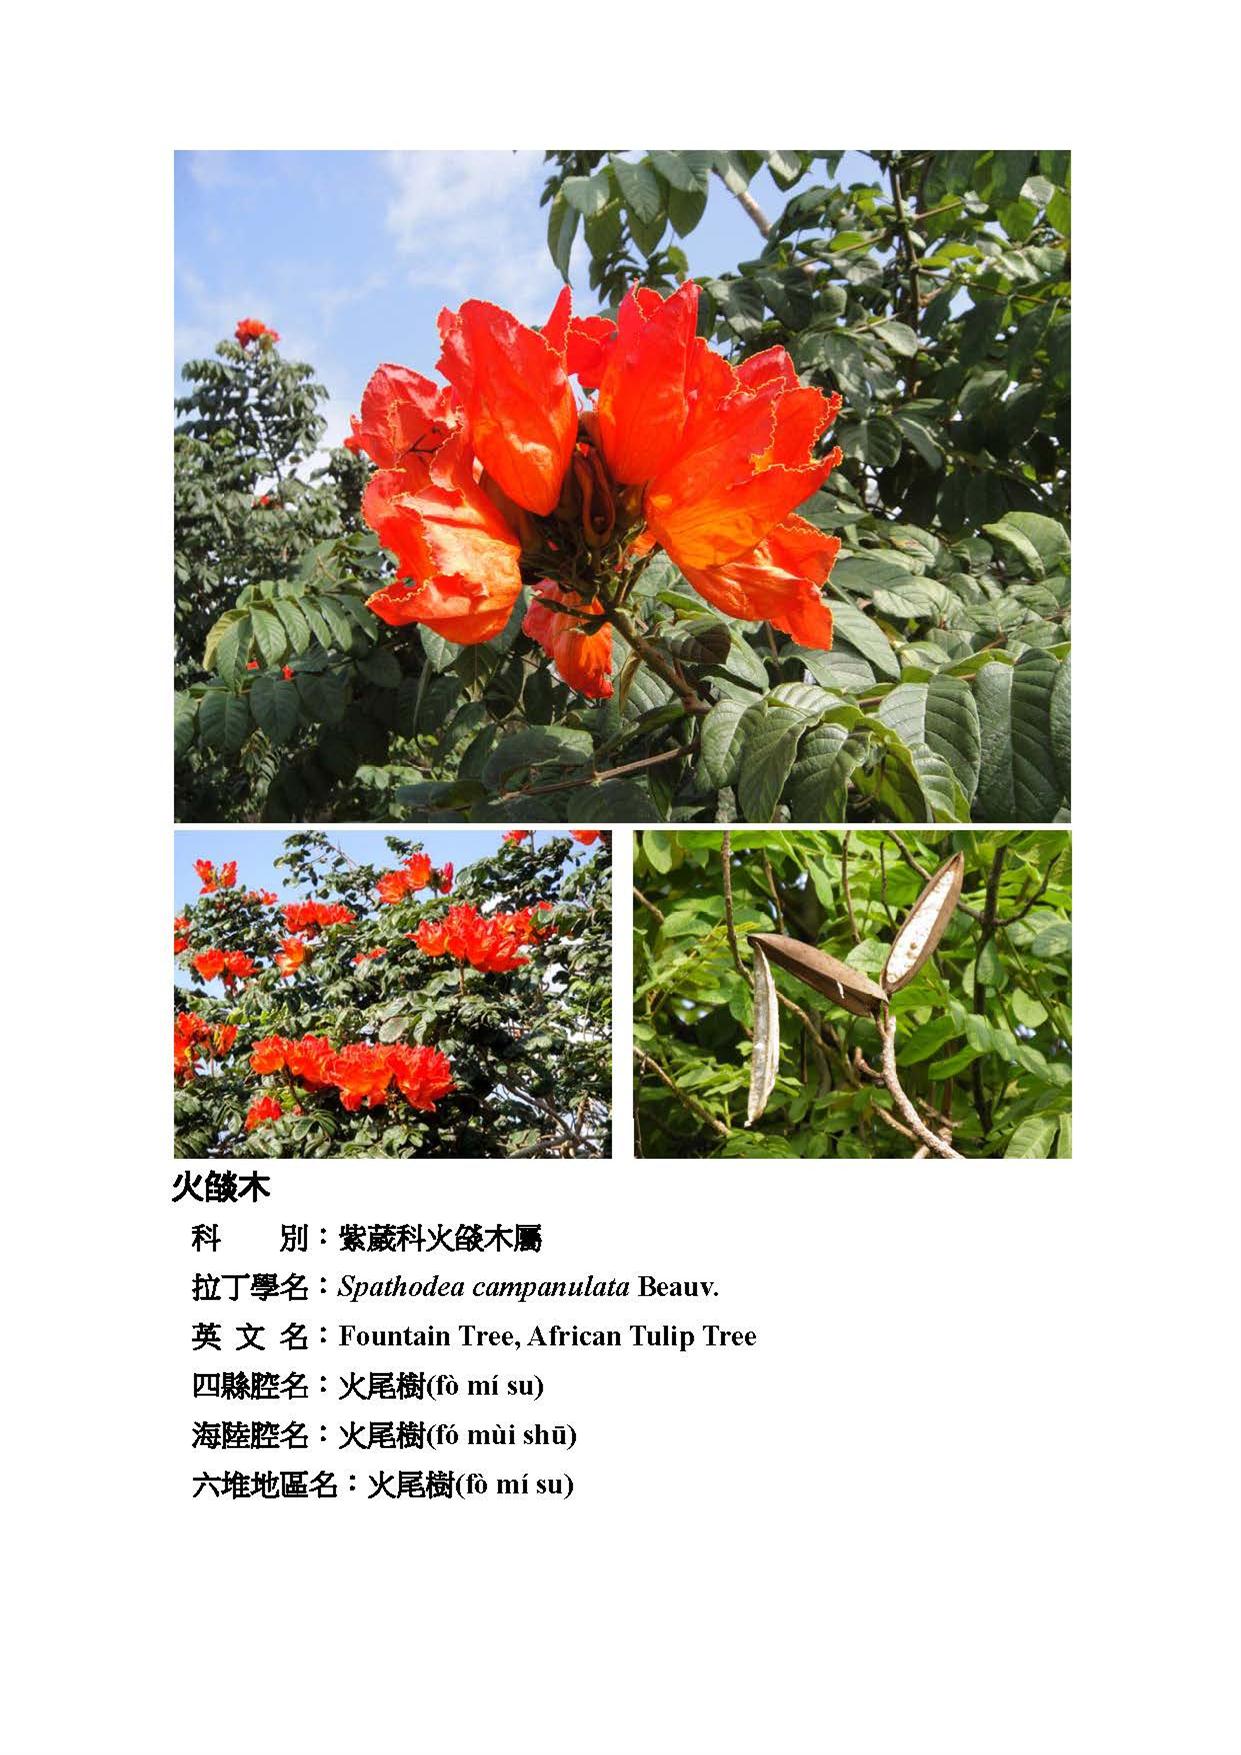 火燄木
科　　別：紫葳科火燄木屬
拉丁學名：Spathodea campanulata Beauv.
英 文 名：Fountain Tree, African Tulip Tree
四縣腔名：火尾樹(fò mí su)
海陸腔名：火尾樹(fó mùi shū)
六堆地區名：火尾樹(fò mí su)